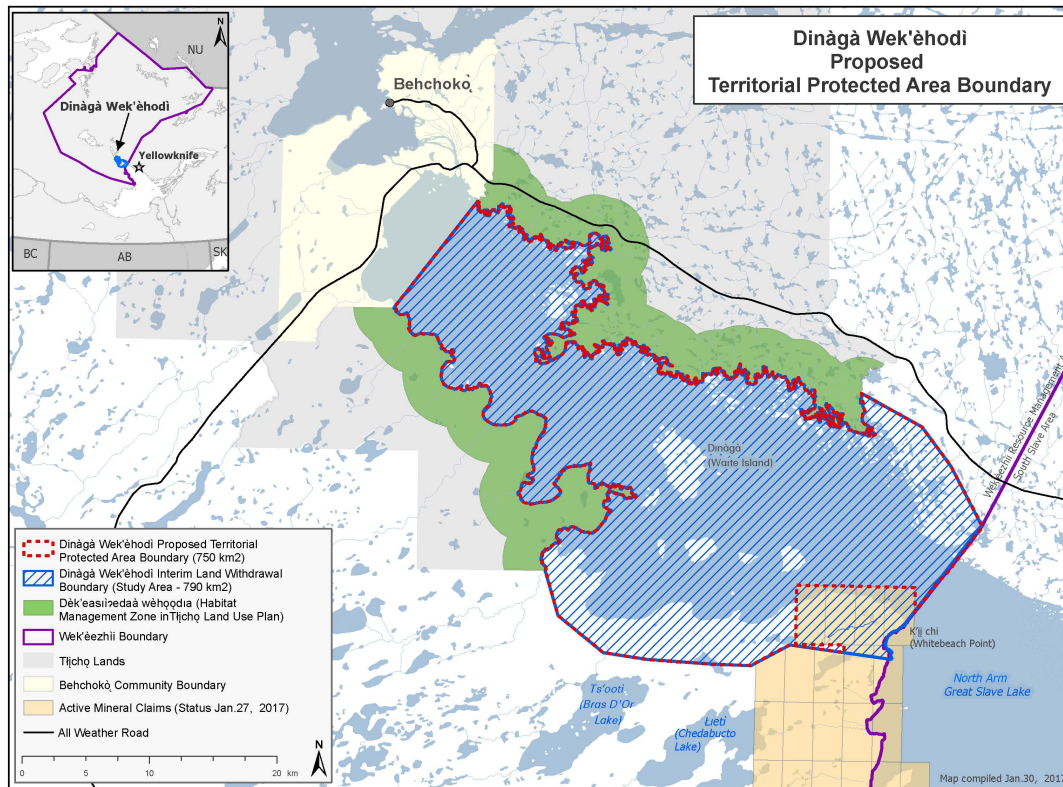 Dinàgà Wek'èhodì
Proposed
Territorial Protected Area Boundary
N
NU
Dinàgà Wek'èhodì
Yellowknife
BC
AB
SK
Behchokǫ̀
Dinàgà
(Waite Island)
Wek'èezhìi Resource Management
South Slave Area
K'ı̨ı̨ chi
(Whitebeach Point)
North Arm
Great Slave Lake
Ts'ooti
(Bras D'Or
Lake)
Łıetì
(Chedabucto
Lake)
Dinàgà Wek'èhodì Proposed Territorial
Protected Area Boundary (750 km2)
Dinàgà Wek'èhodì Interim Land Withdrawal
Boundary (Study Area - 790 km2)
Dèk'easıìɂedaà wèhǫǫdıa (Habitat
Management Zone in Tłı̨chǫ Land Use Plan)
Wek'èezhìi Boundary
Tłı̨chǫ Lands
Behchokǫ̀ Community Boundary
Active Mineral Claims (Status Jan.27, 2017)
All Weather Road
0 5 10 20 km
N
Map compiled Jan.30, 2017